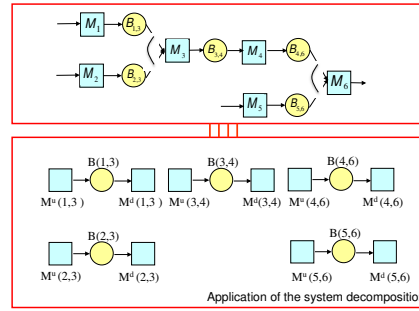 M1 B1,3
M3 B3,4 M4 B4,6
M2 B2,3
M6
M5 B5,6
B(1,3) B(3,4) B(4,6)
Mu(1,3) Md(1,3) Mu(3,4) Md(3,4) Mu(4,6) Md(4,6)
B(2,3) B(5,6)
Mu(2,3) Md(2,3) Mu(5,6) Md(5,6)
Application of the system decompositio